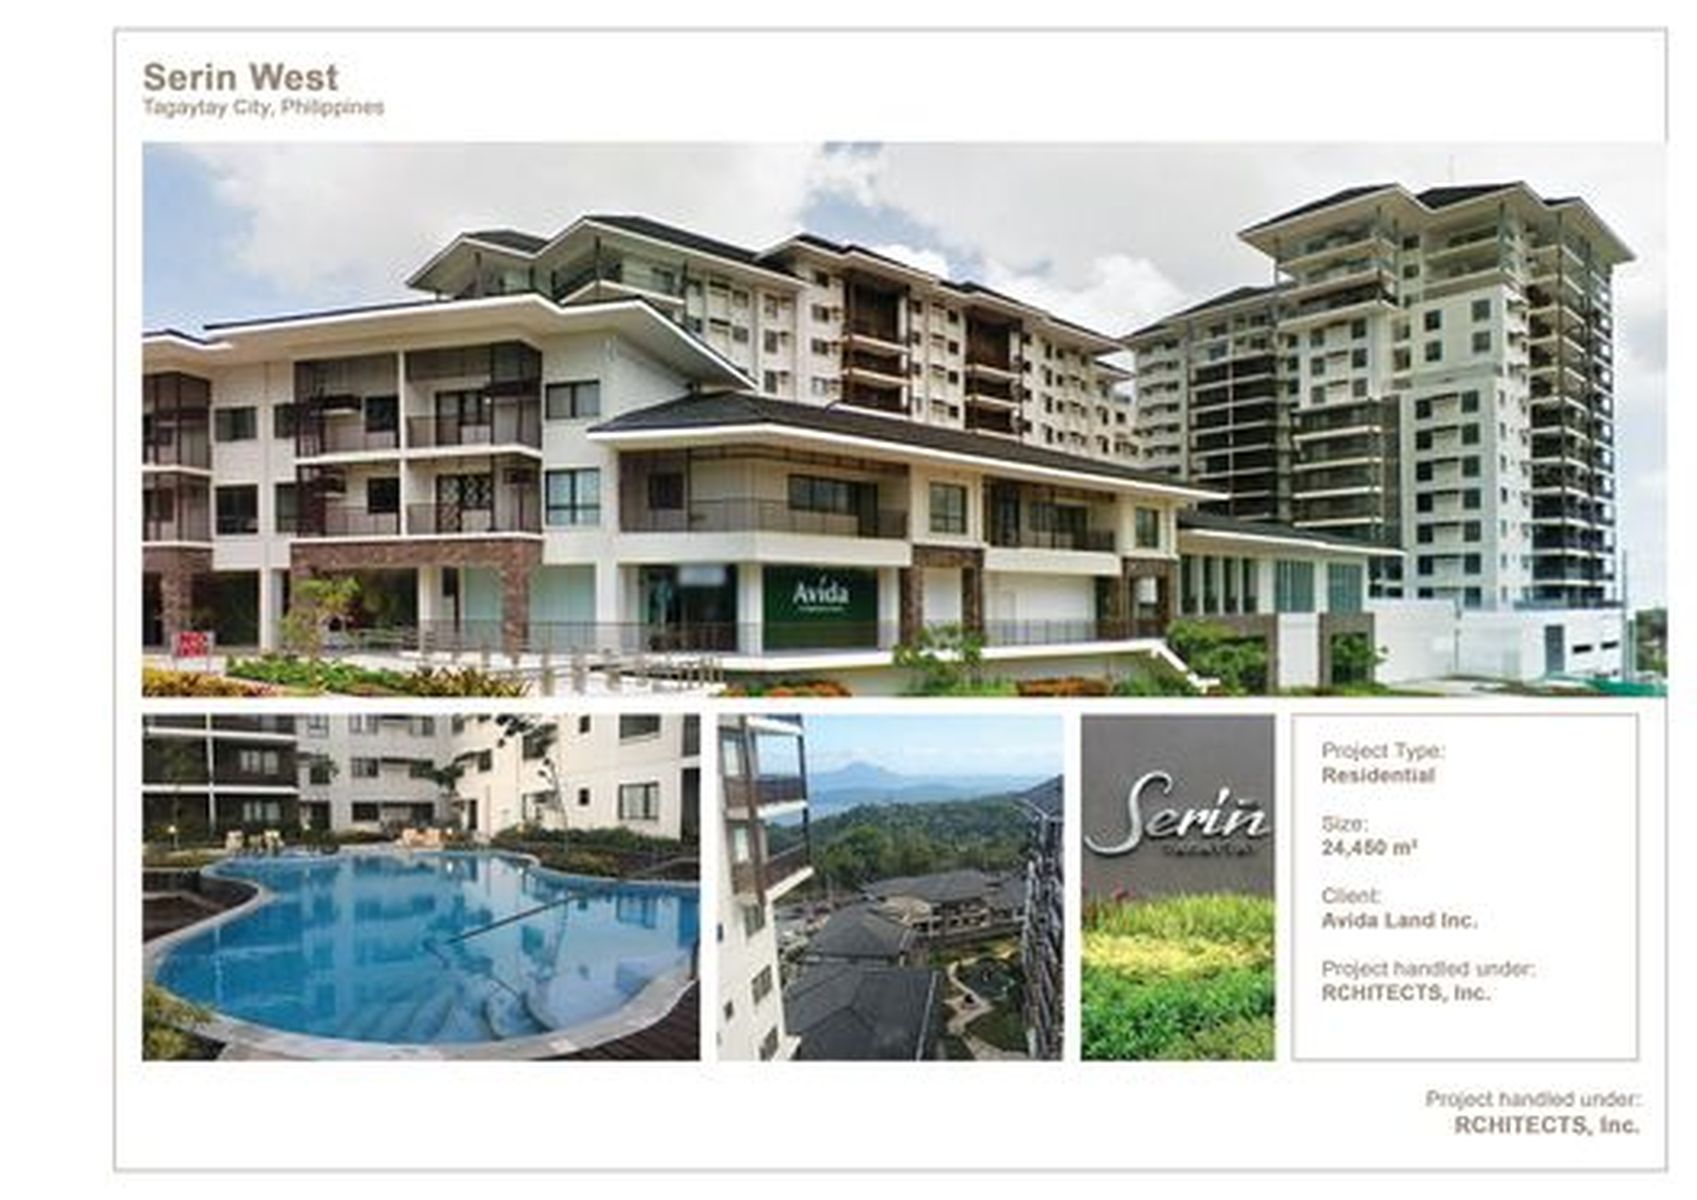 Serin West
Tagaytay City, Philippines
Avida
Serin
Project Type:
Residential
Size:
24,450 m²
Client:
Avida Land Inc.
Project handled under:
RCHITECTS, Inc.
Project handled under:
RCHITECTS, Inc.